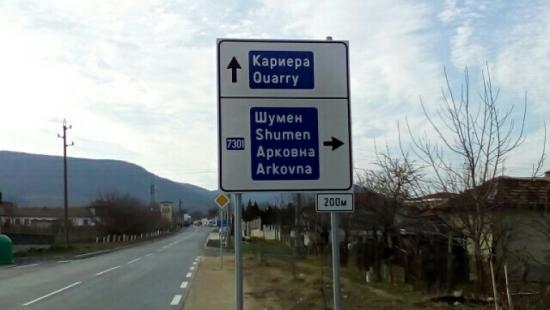 Кариера
Quarry
7301
Шумен
Shumen
Арковна
Arkovna
200м